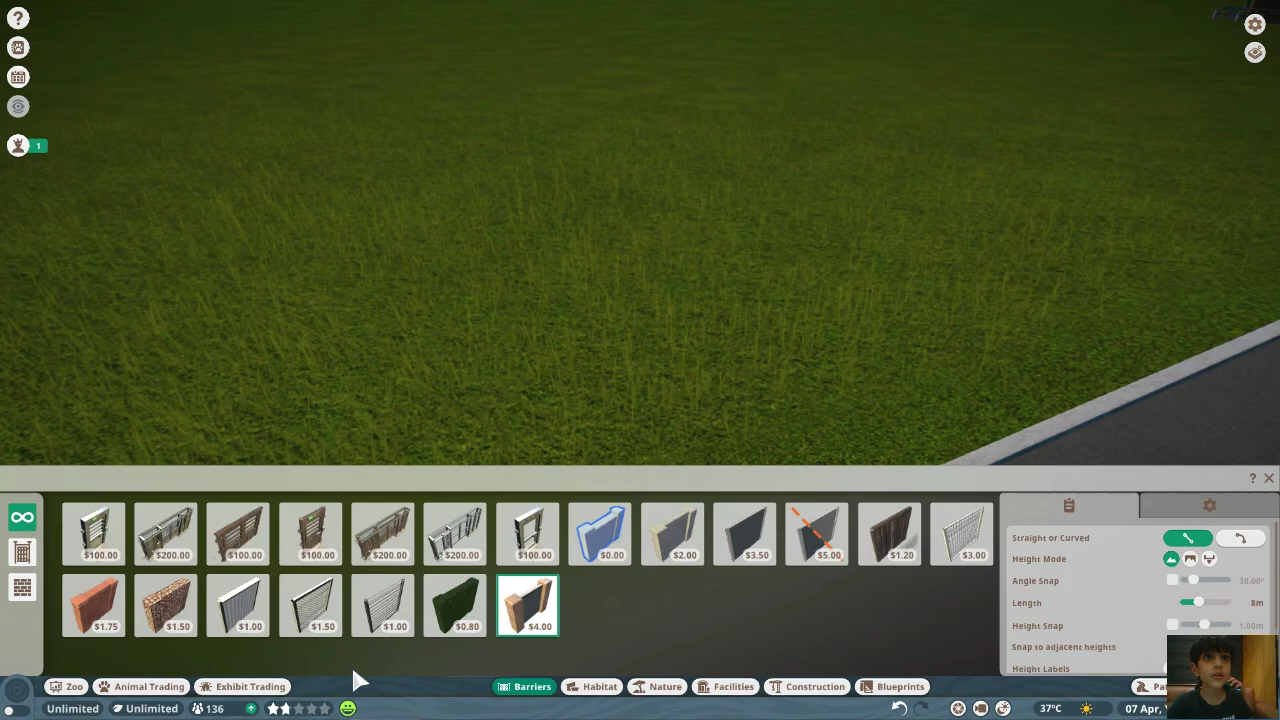 ?
1
? ×
$100.00 $200.00 $100.00 $100.00 $200.00 $200.00 $100.00 $0.00 $2.00 $3.50 $5.00 $1.20 $3.00
$1.75 $1.50 $1.00 $1.50 $1.00 $0.80 $4.00
Straight or Curved
Height Mode
Angle Snap 30.00°
Length 8m
Height Snap 1.00m
Snap to adjacent heights
Height Labels
Zoo Animal Trading Exhibit Trading Barriers Habitat Nature Facilities Construction Blueprints
Unlimited Unlimited 136 37°C 07 Apr,